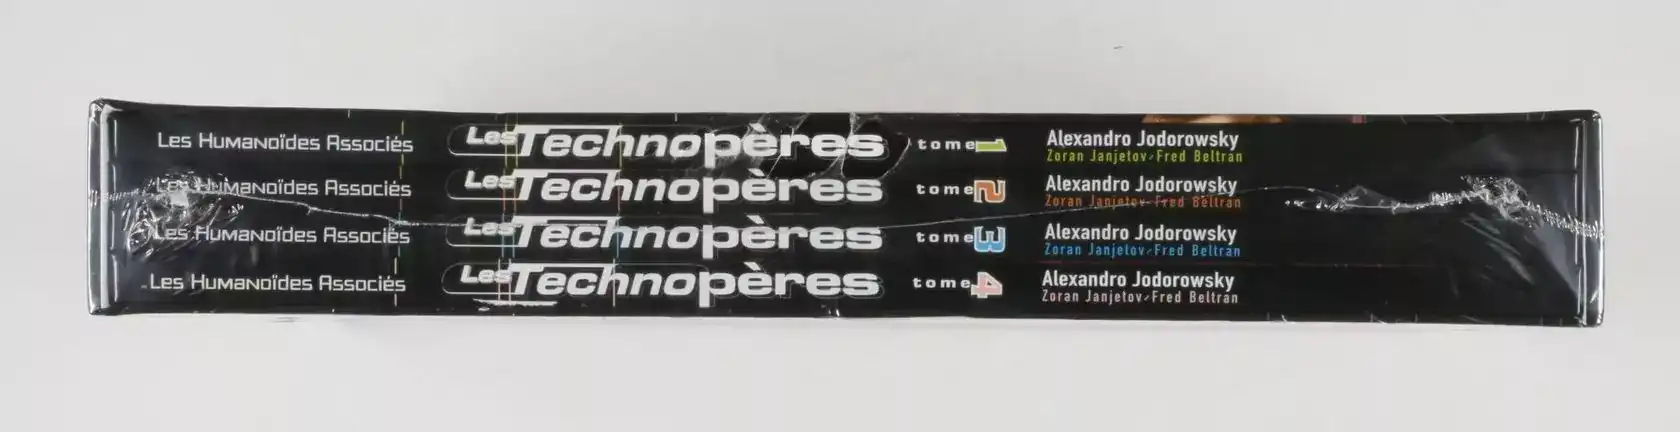 Les Humanoïdes Associés Les Technopères tome 1 Alexandro Jodorowsky
Zoran Janjetov-Fred Beltran
Les Humanoïdes Associés Les Technopères tome 2 Alexandro Jodorowsky
Zoran Janjetov-Fred Beltran
Les Humanoïdes Associés Les Technopères tome 3 Alexandro Jodorowsky
Zoran Janjetov-Fred Beltran
Les Humanoïdes Associés Les Technopères tome 4 Alexandro Jodorowsky
Zoran Janjetov-Fred Beltran